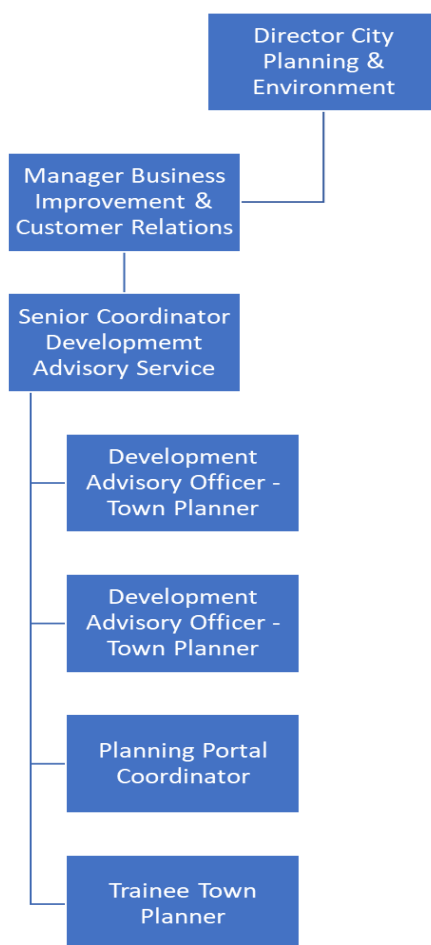 Director City
Planning &
Environment
Manager Business
Improvement &
Customer Relations
Senior Coordinator
Developmemt
Advisory Service
Development
Advisory Officer -
Town Planner
Development
Advisory Officer -
Town Planner
Planning Portal
Coordinator
Trainee Town
Planner